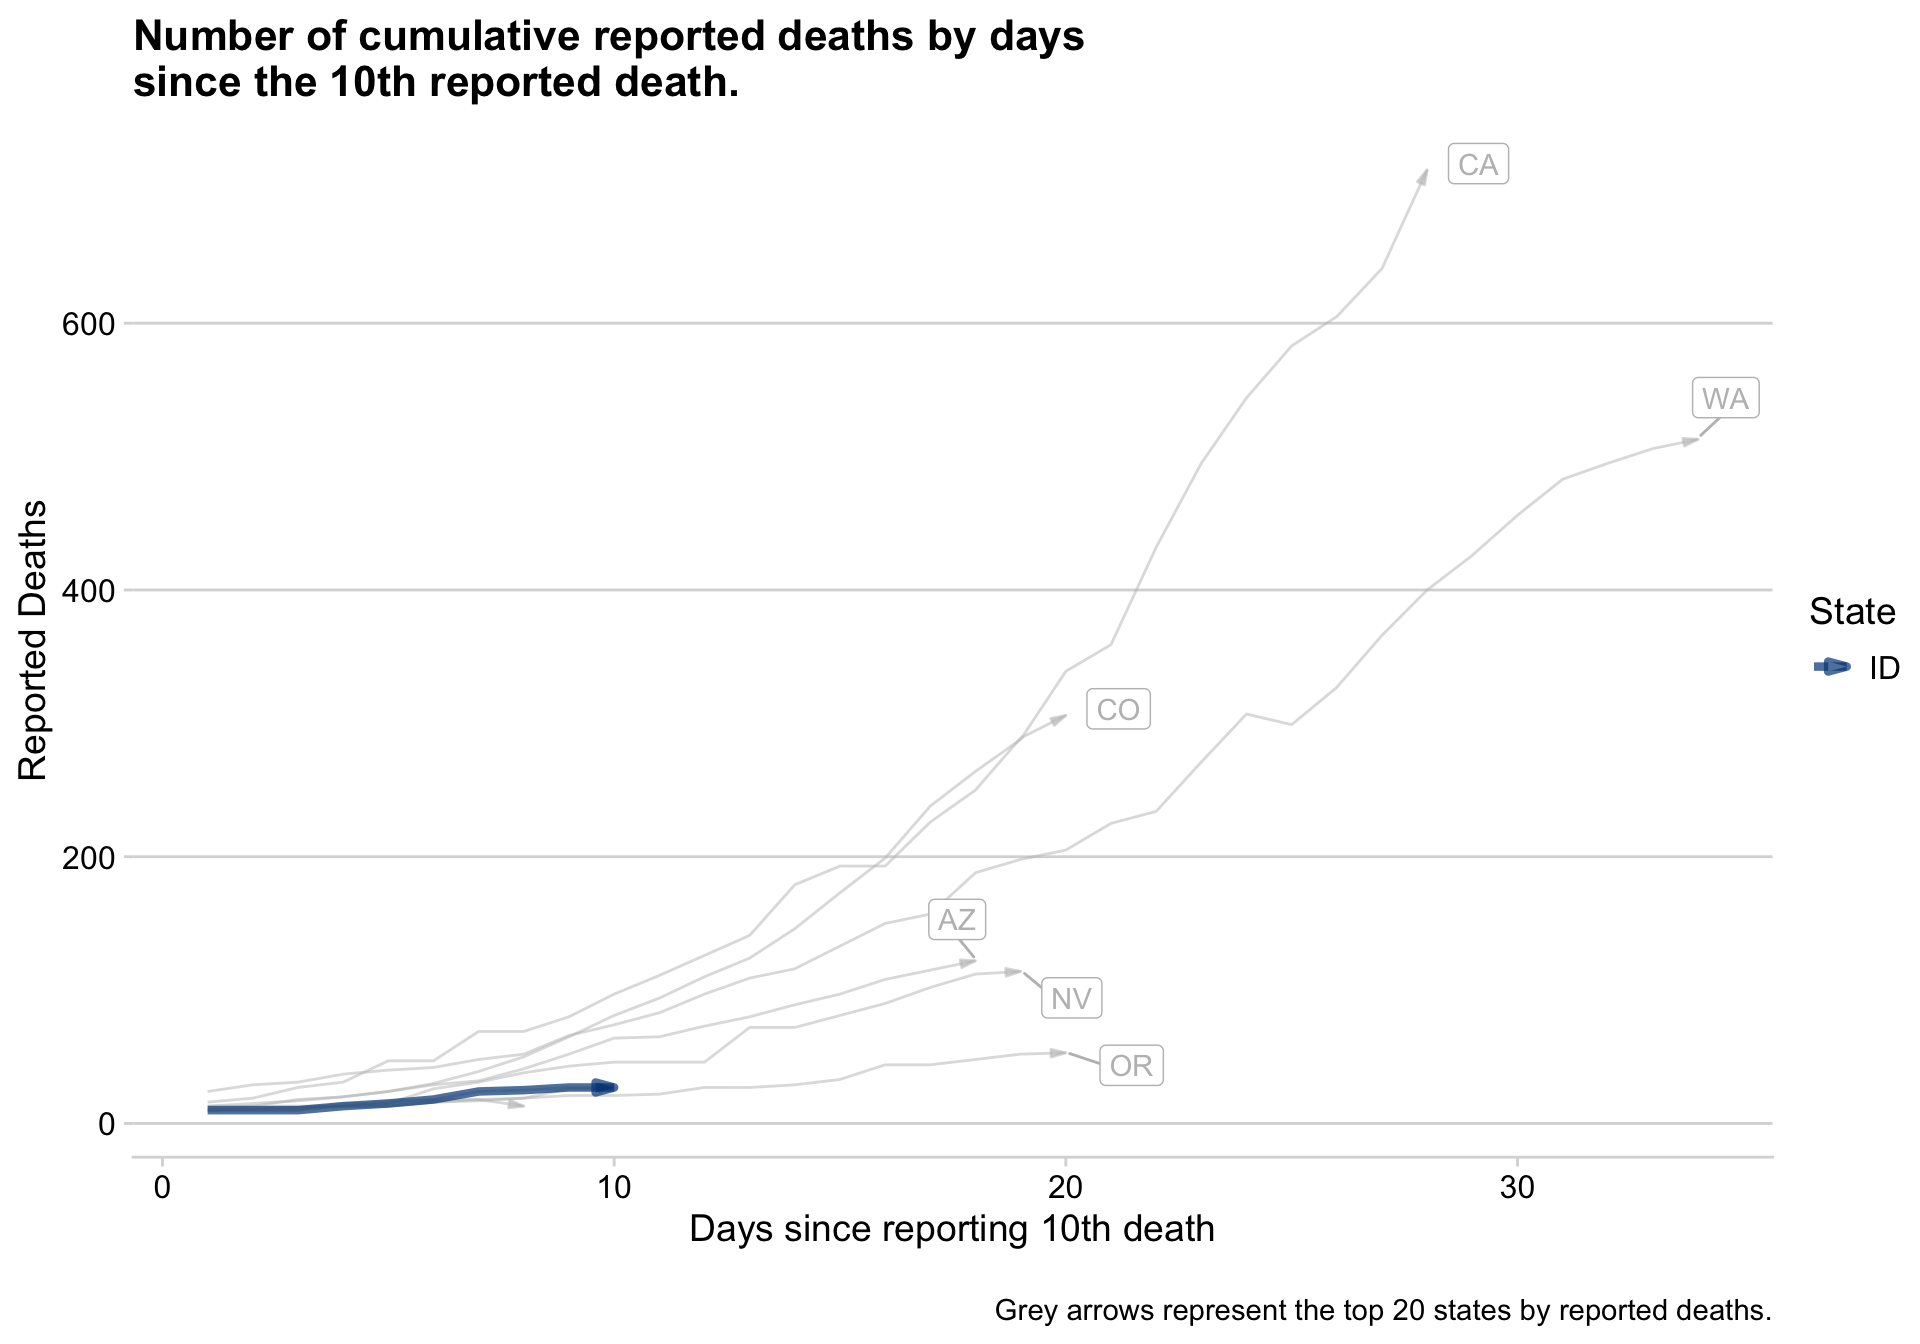 Number of cumulative reported deaths by days
since the 10th reported death.
CA
600
WA
400
Reported Deaths
State
ID
CO
200
AZ
NV
OR
0
0 10 20 30
Days since reporting 10th death
Grey arrows represent the top 20 states by reported deaths.